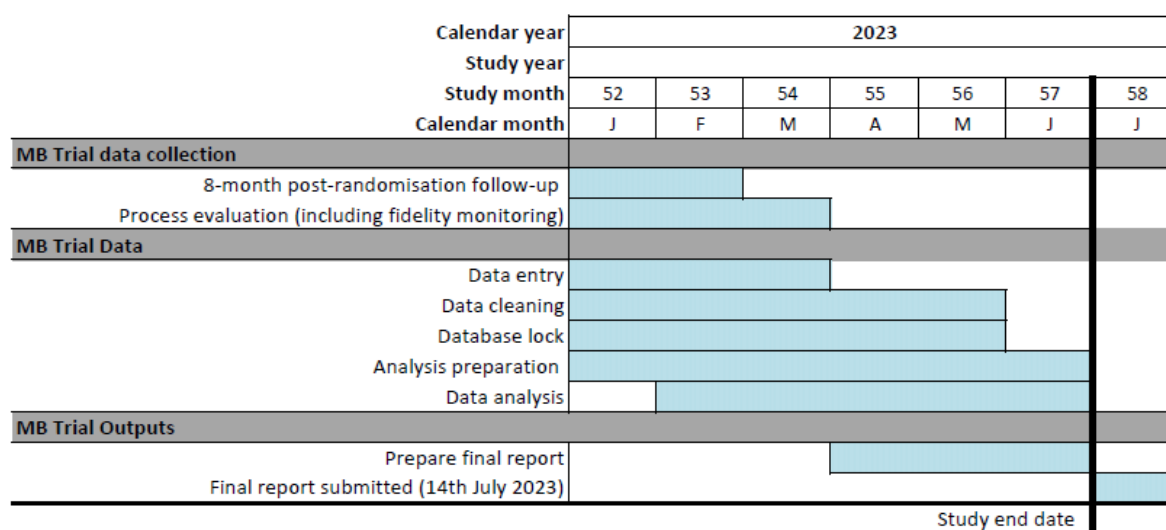 Calendar year 2023
Study year
Study month 52 53 54 55 56 57 58
Calendar month J F M A M J J
MB Trial data collection
8-month post-randomisation follow-up
Process evaluation (including fidelity monitoring)
MB Trial Data
Data entry
Data cleaning
Database lock
Analysis preparation
Data analysis
MB Trial Outputs
Prepare final report
Final report submitted (14th July 2023)
Study end date